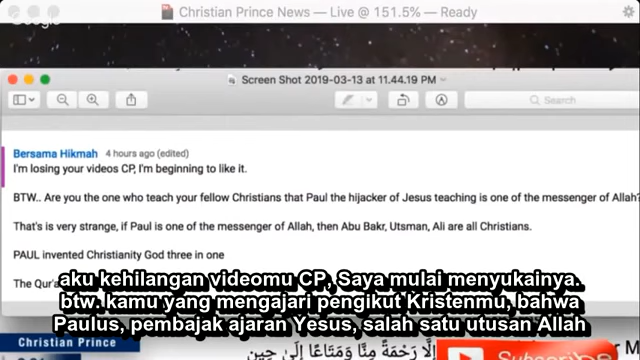 Christian Prince News — Live @ 151.5% — Ready
Screen Shot 2019-03-13 at 11.44.19 PM
Search
Bersama Hikmah 4 hours ago (edited)
I'm losing your videos CP, I'm beginning to like it.
BTW.. Are you the one who teach your fellow Christians that Paul the hijacker of Jesus teaching is one of the messenger of Allah?
That's is very strange, if Paul is one of the messenger of Allah, then Abu Bakr, Utsman, Ali are all Christians.
PAUL invented Christianity God three in one
The Qur'a
aku kehilangan videomu CP, Saya mulai menyukainya.
btw. kamu yang mengajari pengikut Kristenmu, bahwa
Paulus, pembajak ajaran Yesus, salah satu utusan Allah
Christian Prince
إِلَّا رَحْمَةً مِنَّا وَمَتَاعًا إِلَىٰ حِينٍ